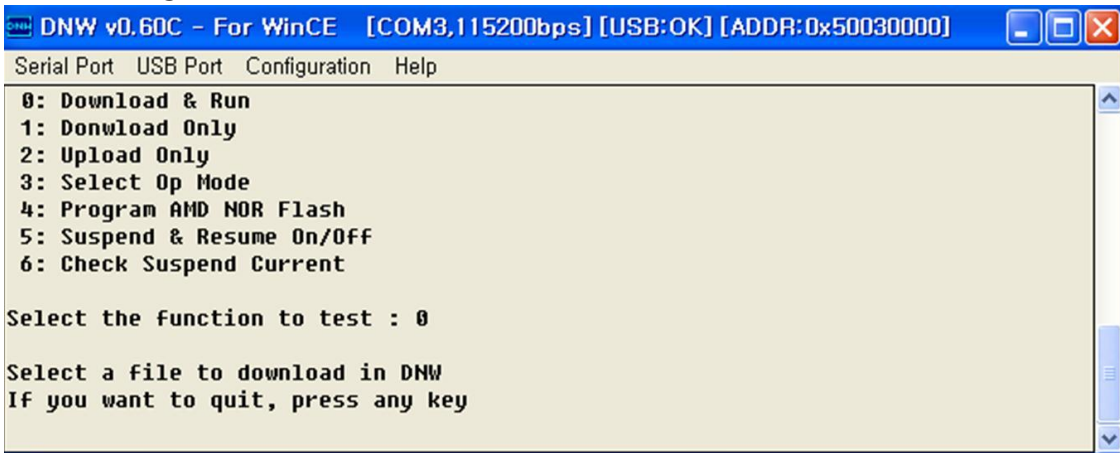 DNW v0.60C - For WinCE [COM3,115200bps] [USB:OK] [ADDR:0x50030000]
Serial Port USB Port Configuration Help
0: Download & Run
1: Donwload Only
2: Upload Only
3: Select Op Mode
4: Program AMD NOR Flash
5: Suspend & Resume On/Off
6: Check Suspend Current
Select the function to test : 0
Select a file to download in DNW
If you want to quit, press any key